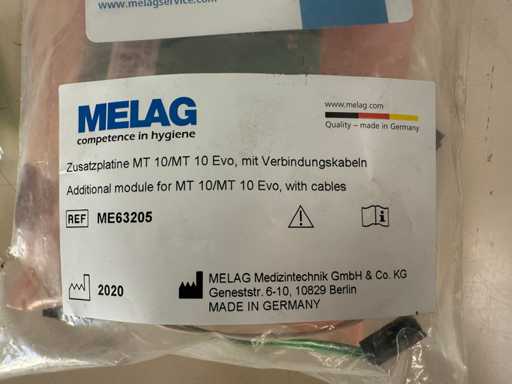 www.melagservice.com
MELAG
competence in hygiene
www.melag.com
Quality – made in Germany
Zusatzplatine MT 10/MT 10 Evo, mit Verbindungskabeln
Additional module for MT 10/MT 10 Evo, with cables
REF ME63205
2020
MELAG Medizintechnik GmbH & Co. KG
Geneststr. 6-10, 10829 Berlin
MADE IN GERMANY